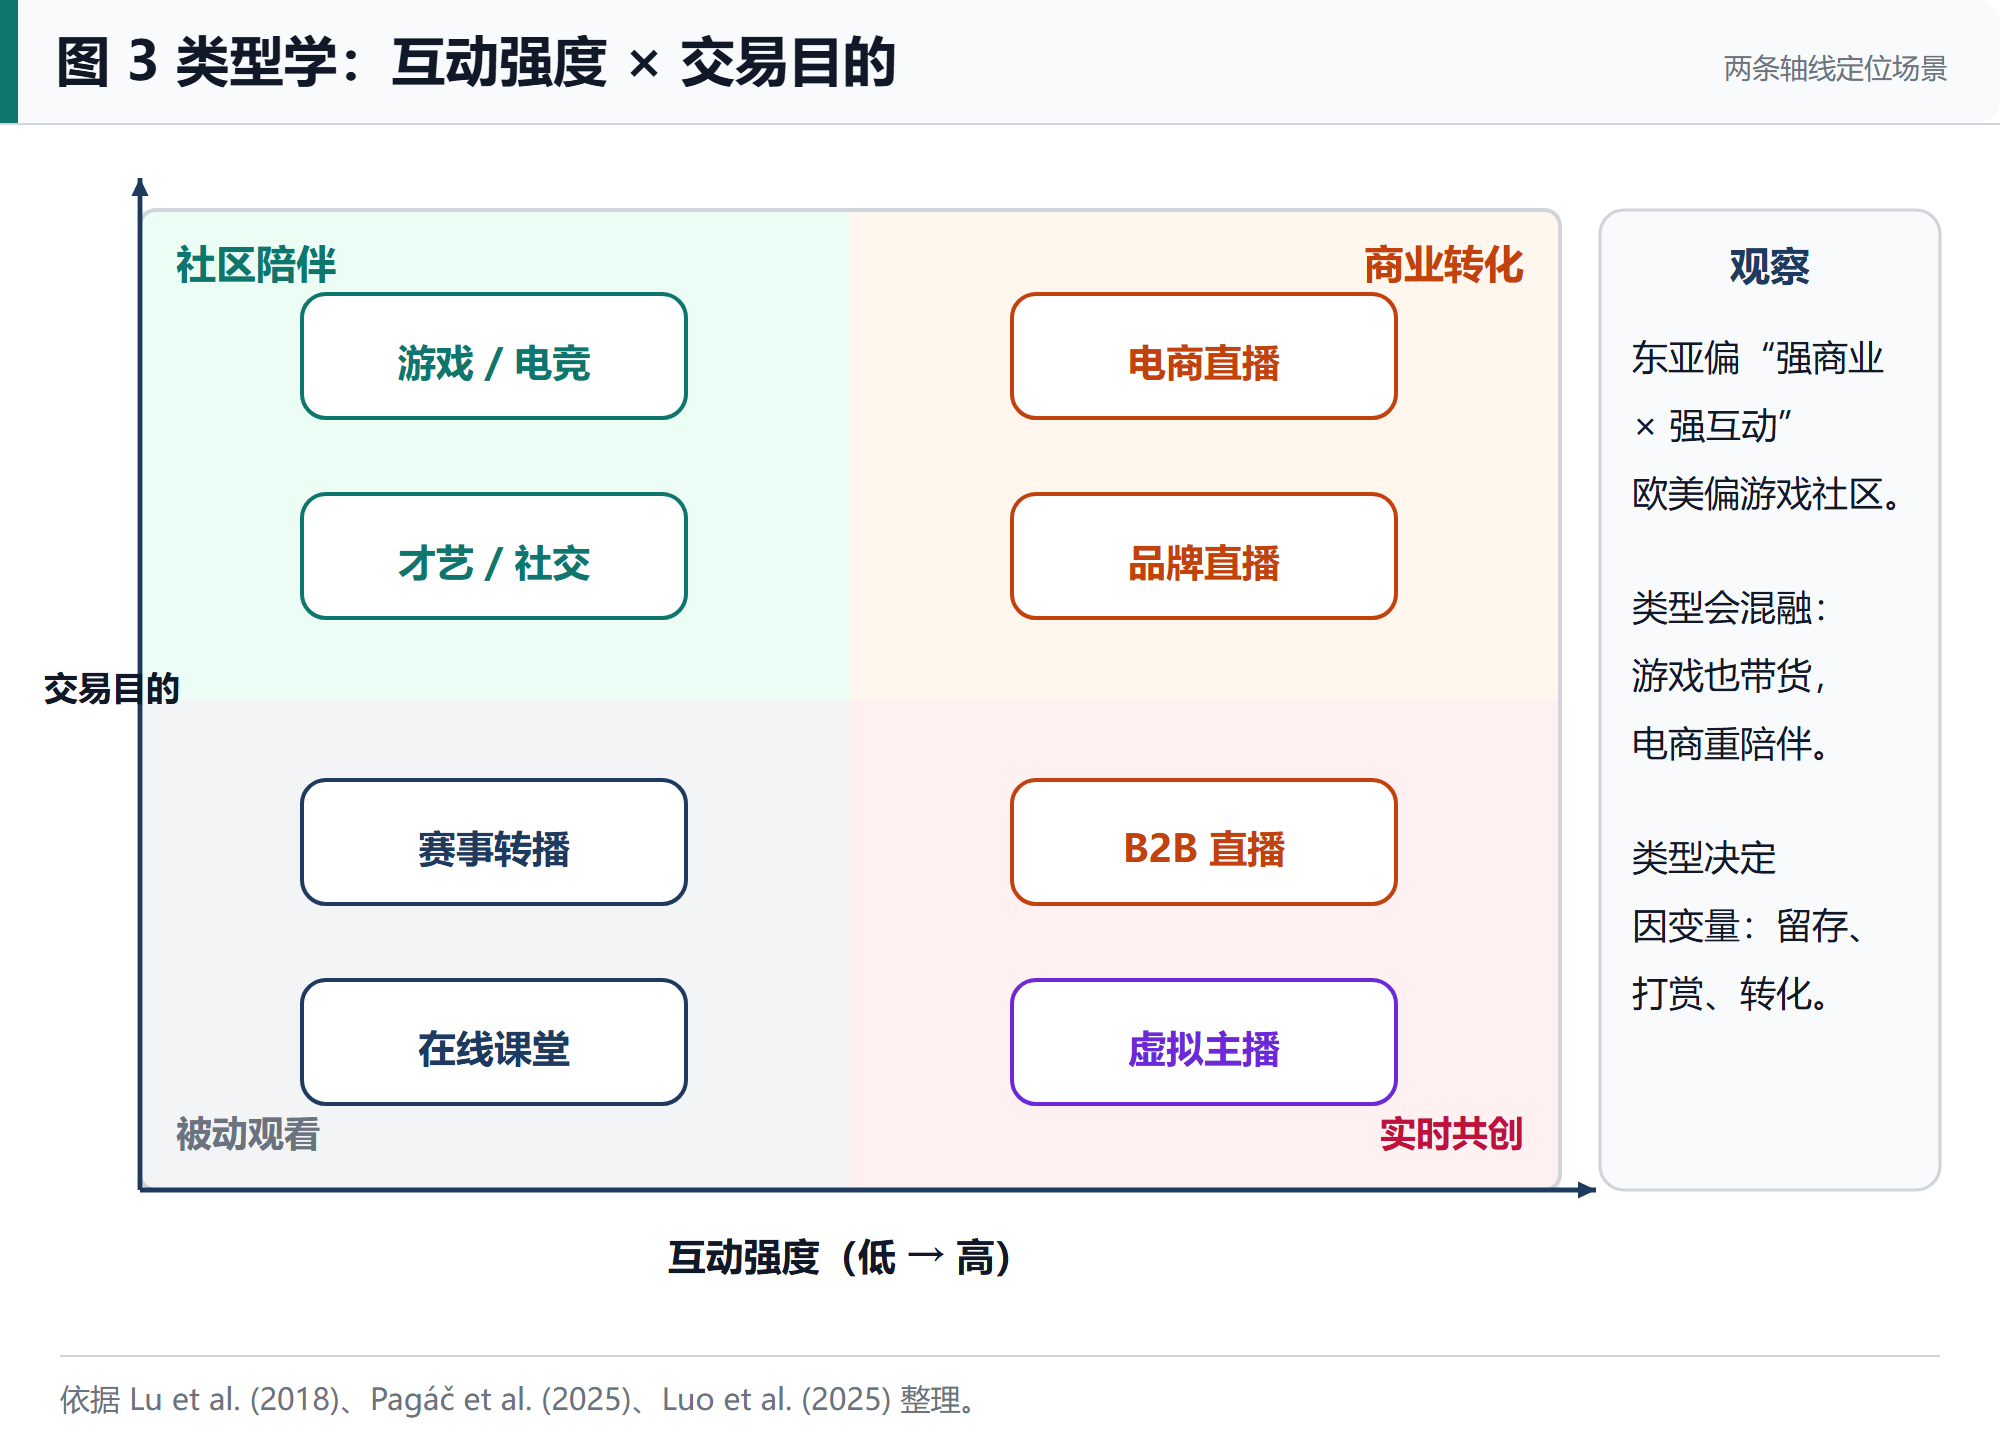 图 3 类型学：互动强度 × 交易目的
两条轴线定位场景
社区陪伴
商业转化
游戏 / 电竞
电商直播
才艺 / 社交
品牌直播
交易目的
赛事转播
B2B 直播
在线课堂
虚拟主播
被动观看
实时共创
互动强度（低 → 高）
观察
东亚偏“强商业
× 强互动”
欧美偏游戏社区。
类型会混融：
游戏也带货，
电商重陪伴。
类型决定
因变量：留存、
打赏、转化。
依据 Lu et al. (2018)、Pagáč et al. (2025)、Luo et al. (2025) 整理。